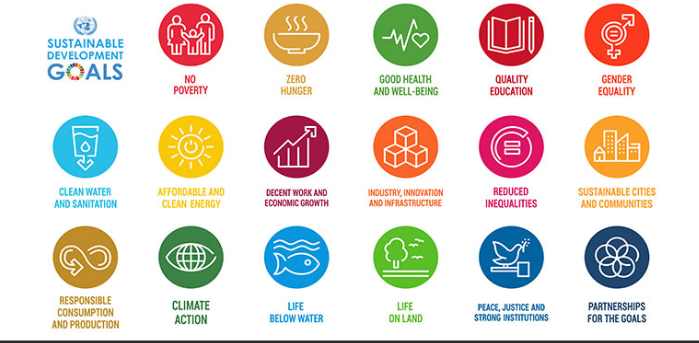 SUSTAINABLE
DEVELOPMENT
GOALS
NO
POVERTY
ZERO
HUNGER
GOOD HEALTH
AND WELL-BEING
QUALITY
EDUCATION
GENDER
EQUALITY
CLEAN WATER
AND SANITATION
AFFORDABLE AND
CLEAN ENERGY
DECENT WORK AND
ECONOMIC GROWTH
INDUSTRY, INNOVATION
AND INFRASTRUCTURE
REDUCED
INEQUALITIES
SUSTAINABLE CITIES
AND COMMUNITIES
RESPONSIBLE
CONSUMPTION
AND PRODUCTION
CLIMATE
ACTION
LIFE
BELOW WATER
LIFE
ON LAND
PEACE, JUSTICE AND
STRONG INSTITUTIONS
PARTNERSHIPS
FOR THE GOALS